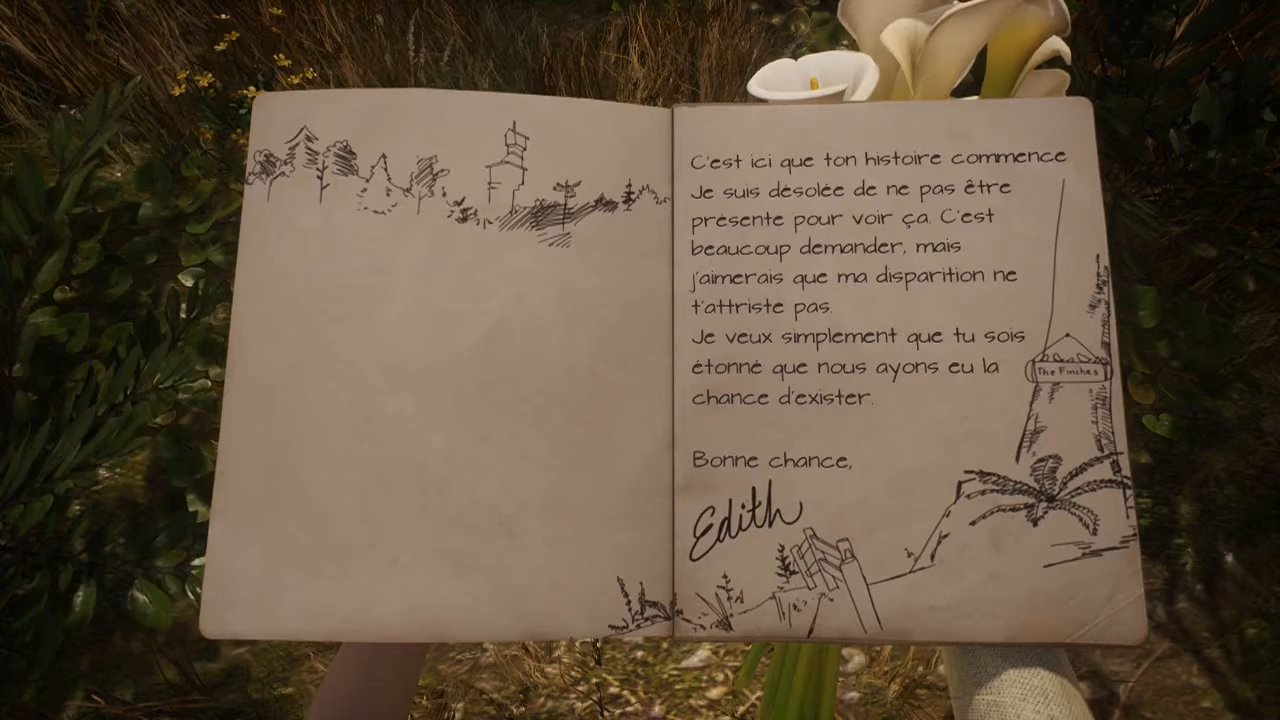 C'est ici que ton histoire commence
Je suis désolée de ne pas être
présente pour voir ça. C'est
beaucoup demander, mais
j'aimerais que ma disparition ne
t'attriste pas.
Je veux simplement que tu sois
étonné que nous ayons eu la
chance d'exister.
The Finches
Bonne chance,
Edith